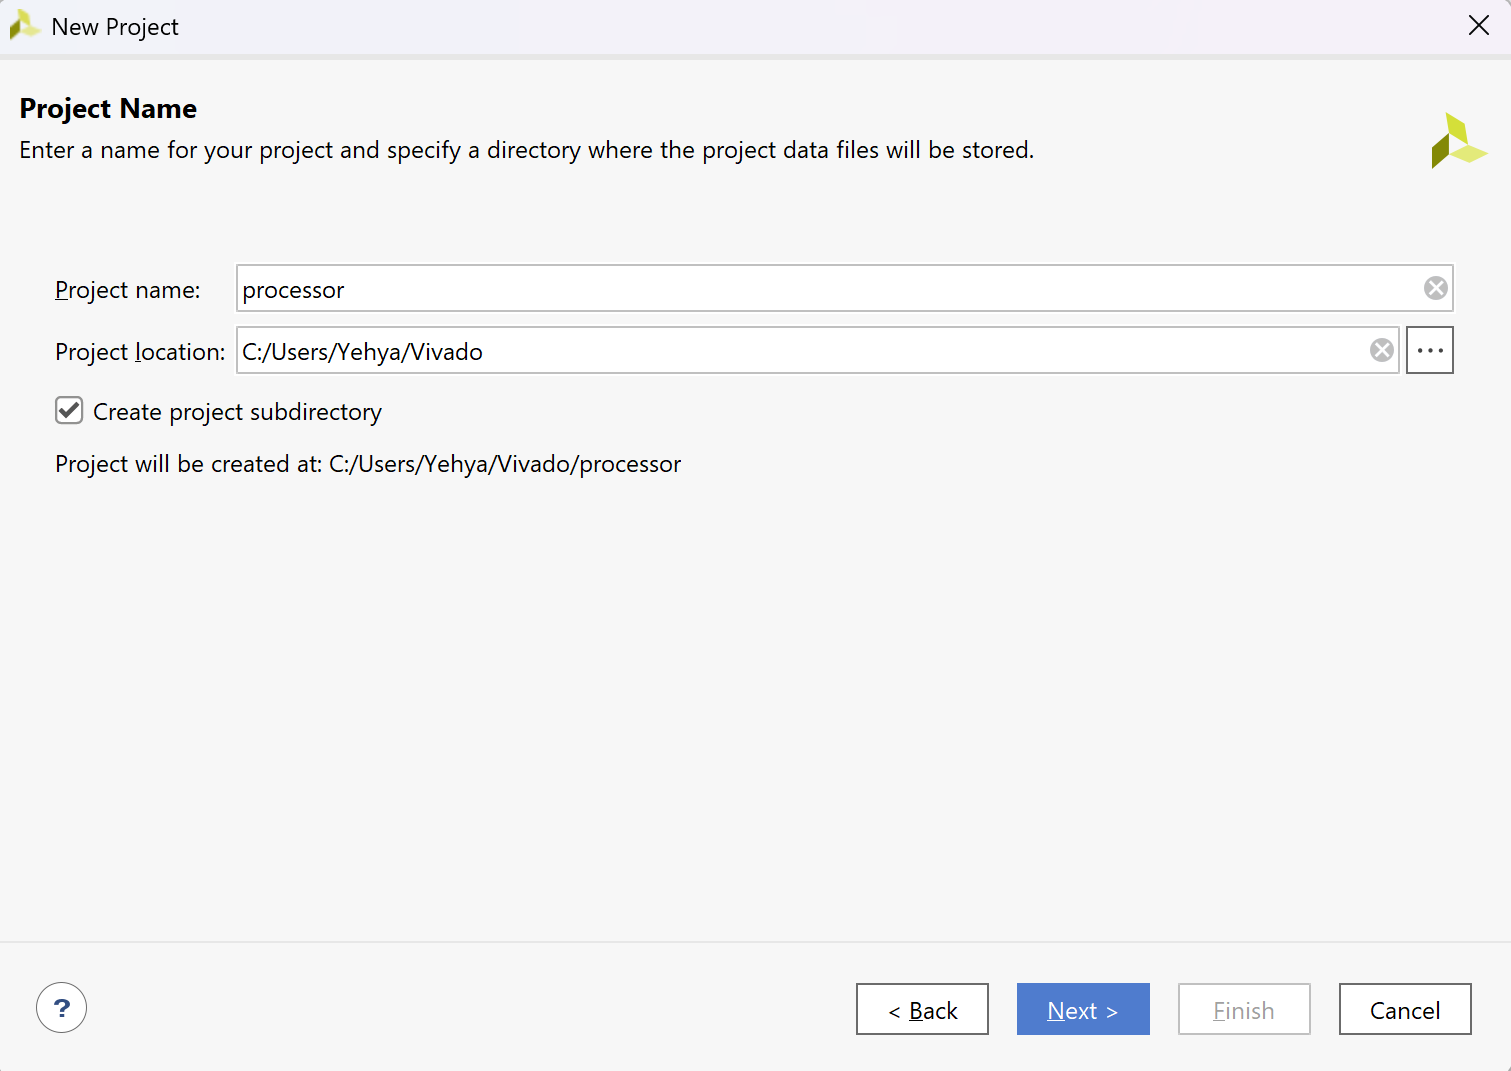 New Project
Project Name
Enter a name for your project and specify a directory where the project data files will be stored.
Project name: processor
Project location: C:/Users/Yehya/Vivado ...
Create project subdirectory
Project will be created at: C:/Users/Yehya/Vivado/processor
? < Back Next > Finish Cancel